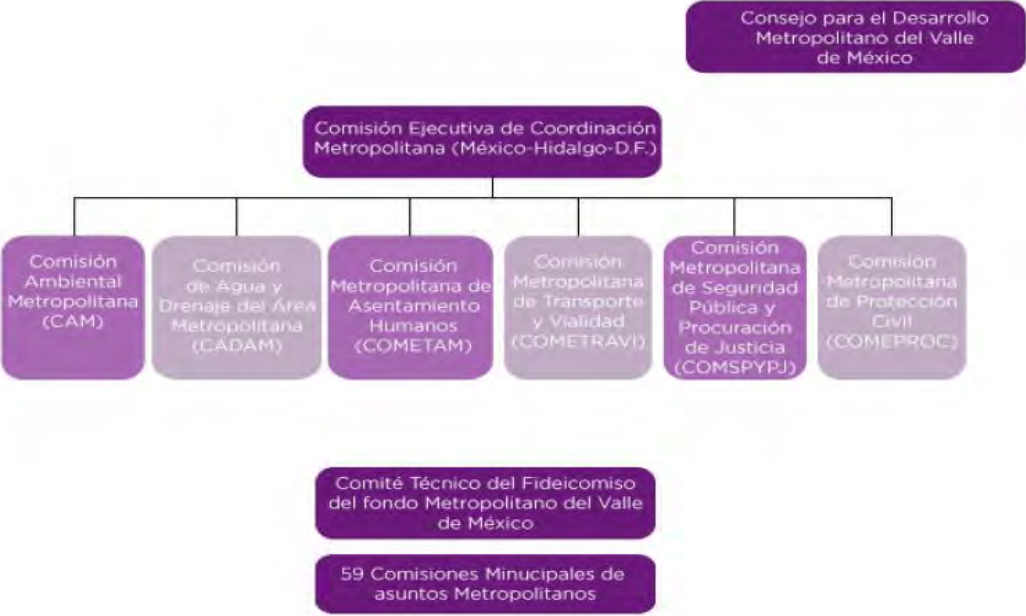 Consejo para el Desarrollo
Metropolitano del Valle
de México
Comisión Ejecutiva de Coordinación
Metropolitana (México-Hidalgo-D.F.)
Comisión
Ambiental
Metropolitana
(CAM)
Comisión
de Agua y
Drenaje del Área
Metropolitana
(CADAM)
Comisión
Metropolitana de
Asentamiento
Humanos
(COMETAM)
Comisión
Metropolitana
de Transporte
y Vialidad
(COMETRAVI)
Comisión
Metropolitana
de Seguridad
Pública y
Procuración
de Justicia
(COMSPYPJ)
Comisión
Metropolitana
de Protección
Civil
(COMEPROC)
Comité Técnico del Fideicomiso
del fondo Metropolitano del Valle
de México
59 Comisiones Minucipales de
asuntos Metropolitanos